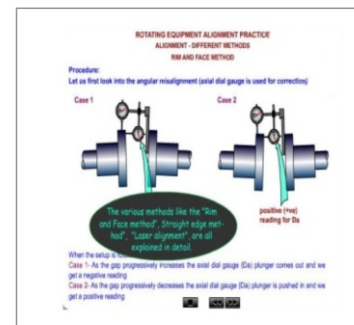 ROTATING EQUIPMENT ALIGNMENT PRACTICE
ALIGNMENT - DIFFERENT METHODS
RIM AND FACE METHOD
Procedure:
Let us first look into the angular misalignment (axial dial gauge is used for correction)
Case 1
Case 2
The various methods like the "Rim
and Face method", Straight edge met-
hod", "Laser alignment", are all
explained in detail.
positive (+ve)
reading for Da
When the setup is
Case 1- As the gap progressively increases the axial dial gauge (Da) plunger comes out and we
get a negative reading
Case 2- As the gap progressively decreases the axial dial gauge (Da) plunger is pushed in and we
get a positive reading